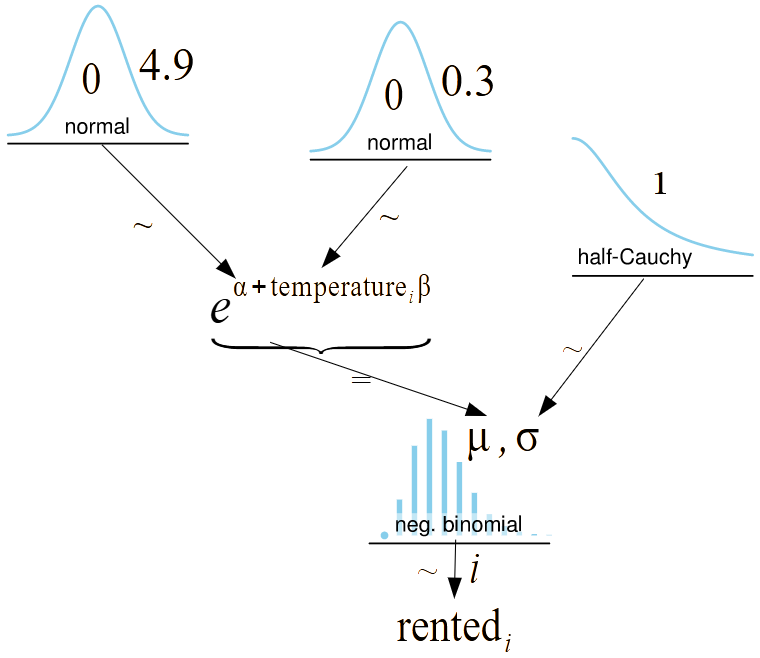 0 4.9
normal
0 0.3
normal
1
half-Cauchy
~
~
e^{α + temperature_i β}
~
=
μ , σ
neg. binomial
~ i
rented_i